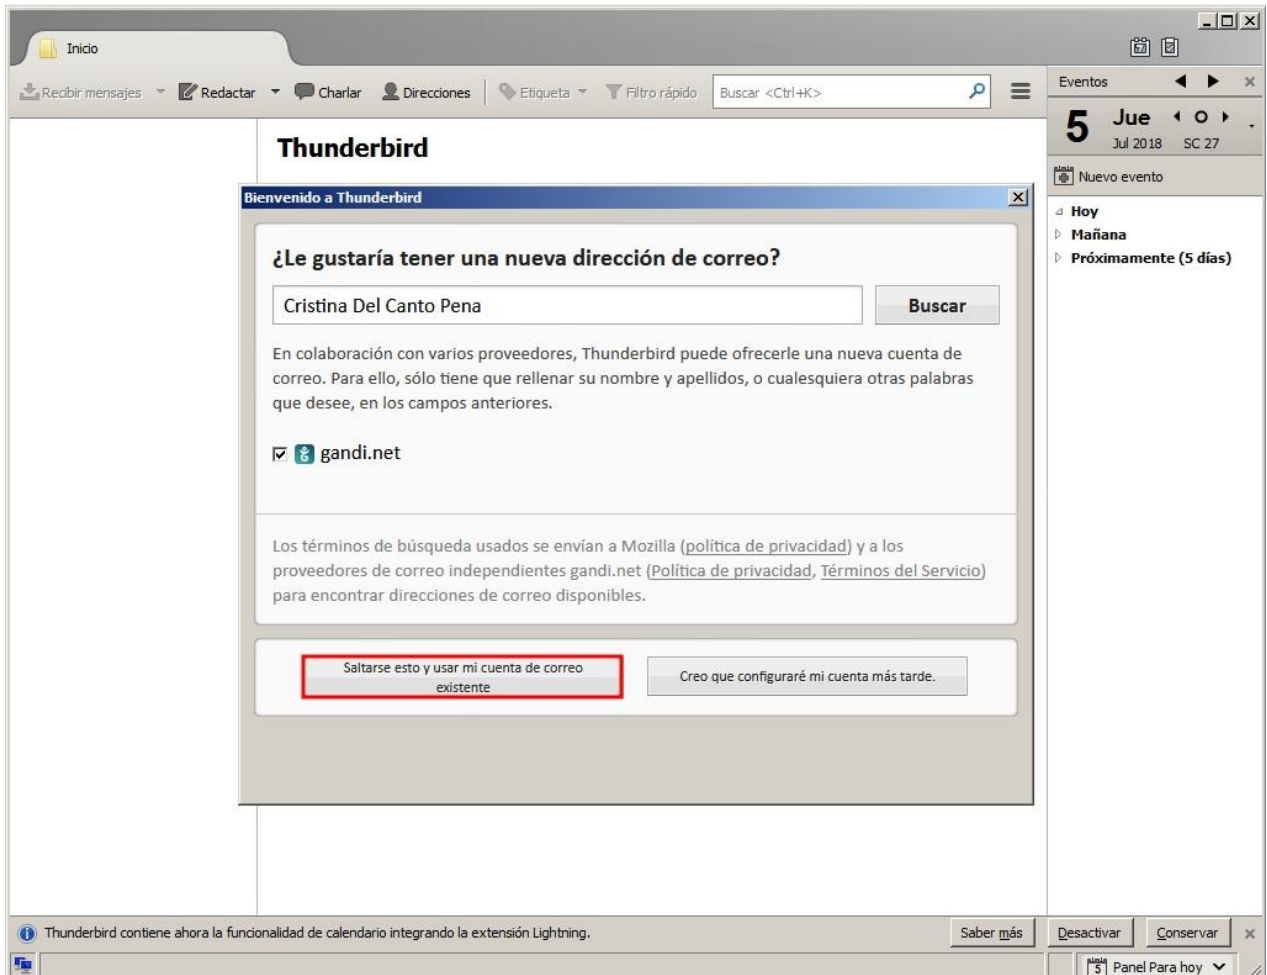 Inicio
Recibir mensajes
Redactar
Charlar
Direcciones
Etiqueta
Filtro rápido
Buscar <Ctrl+K>
Eventos
5
Jue
Jul 2018 SC 27
Nuevo evento
Hoy
Mañana
Próximamente (5 días)
Thunderbird
Bienvenido a Thunderbird
¿Le gustaría tener una nueva dirección de correo?
Cristina Del Canto Pena
Buscar
En colaboración con varios proveedores, Thunderbird puede ofrecerle una nueva cuenta de
correo. Para ello, sólo tiene que rellenar su nombre y apellidos, o cualesquiera otras palabras
que desee, en los campos anteriores.
gandi.net
Los términos de búsqueda usados se envían a Mozilla (política de privacidad) y a los
proveedores de correo independientes gandi.net (Política de privacidad, Términos del Servicio)
para encontrar direcciones de correo disponibles.
Saltarse esto y usar mi cuenta de correo
existente
Creo que configuraré mi cuenta más tarde.
Thunderbird contiene ahora la funcionalidad de calendario integrando la extensión Lightning.
Saber más
Desactivar
Conservar
5
Panel Para hoy